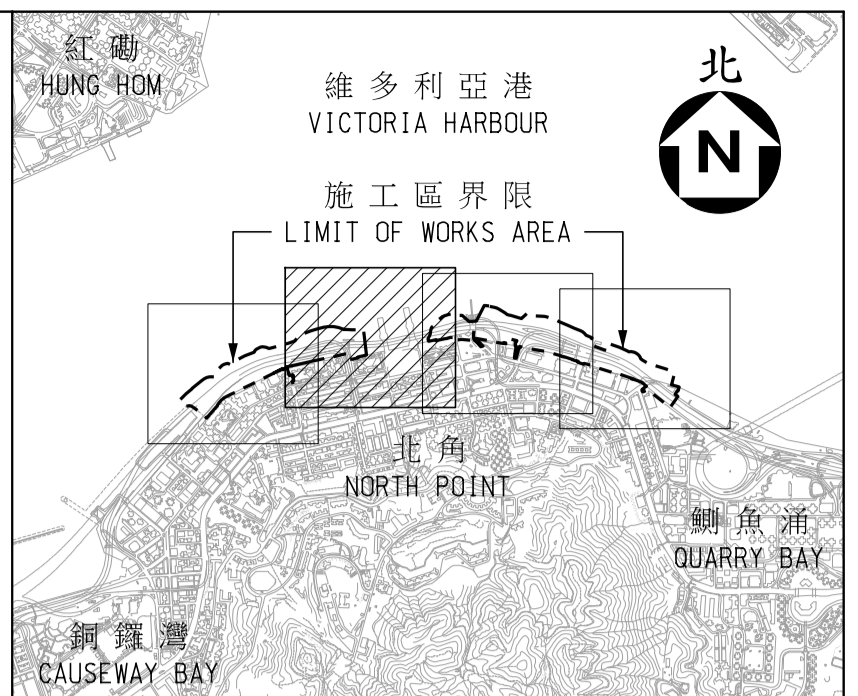 紅磡
HUNG HOM
維多利亞港
VICTORIA HARBOUR
北
N
施工區界限
LIMIT OF WORKS AREA
北角
NORTH POINT
鰂魚涌
QUARRY BAY
銅鑼灣
CAUSEWAY BAY